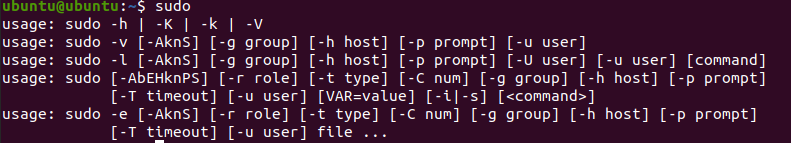 ubuntu@ubuntu:~$ sudo
usage: sudo -h | -K | -k | -V
usage: sudo -v [-AknS] [-g group] [-h host] [-p prompt] [-u user]
usage: sudo -l [-AknS] [-g group] [-h host] [-p prompt] [-U user] [-u user] [command]
usage: sudo [-AbEHknPS] [-r role] [-t type] [-C num] [-g group] [-h host] [-p prompt]
            [-T timeout] [-u user] [VAR=value] [-i|-s] [<command>]
usage: sudo -e [-AknS] [-r role] [-t type] [-C num] [-g group] [-h host] [-p prompt]
            [-T timeout] [-u user] file ...